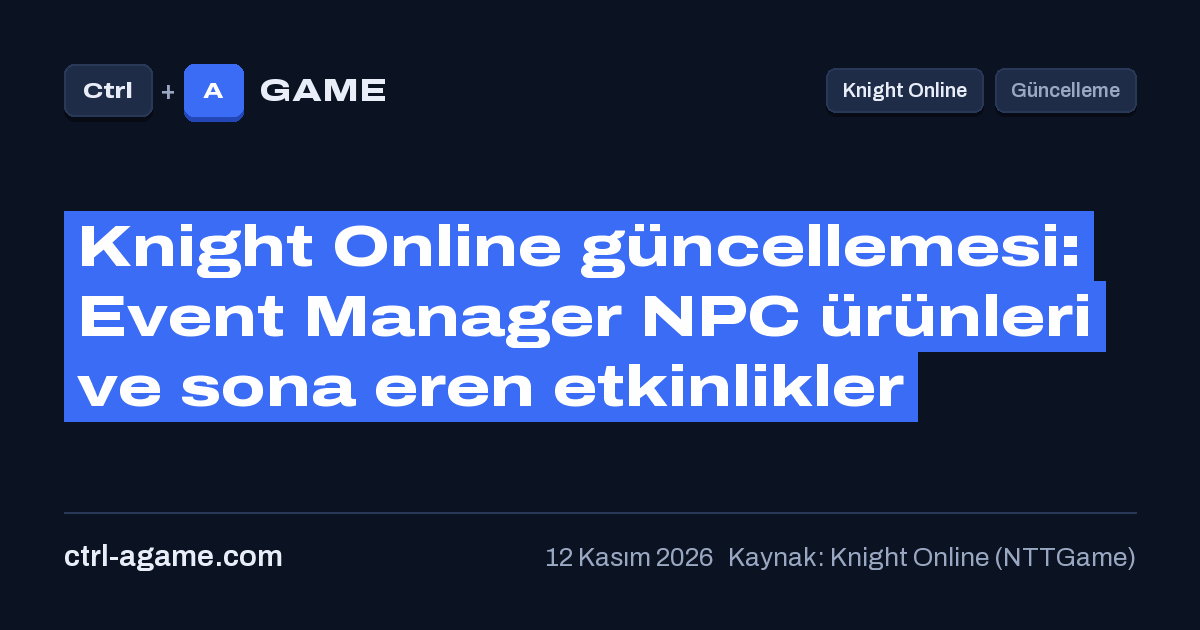 Ctrl + A GAME
Knight Online Güncelleme
Knight Online güncellemesi:
Event Manager NPC ürünleri
ve sona eren etkinlikler
ctrl-agame.com
12 Kasım 2026 Kaynak: Knight Online (NTTGame)